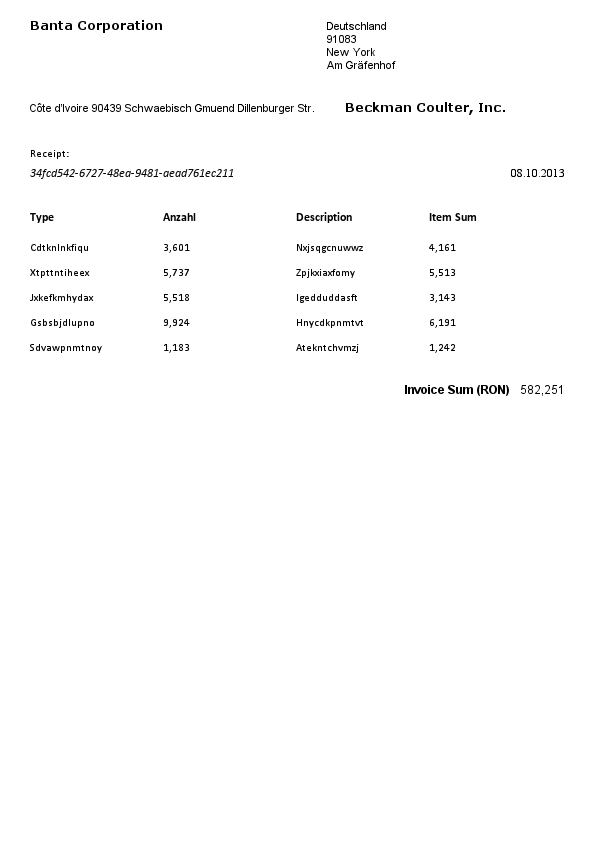 Banta Corporation
Deutschland
91083
New York
Am Gräfenhof
Côte d'Ivoire 90439 Schwaebisch Gmuend Dillenburger Str. Beckman Coulter, Inc.
Receipt:
34fcd542-6727-48ea-9481-aead761ec211 08.10.2013
Type Anzahl Description Item Sum
Cdtknlnkfiqu 3,601 Nxjsqgcnuwwz 4,161
Xtpttntiheex 5,737 Zpjkxiaxfomy 5,513
Jxkefkmhydax 5,518 Igedduddasft 3,143
Gsbsbjdlupno 9,924 Hnycdkpnmtvt 6,191
Sdvawpnmtnoy 1,183 Atekntchvmzj 1,242
Invoice Sum (RON) 582,251